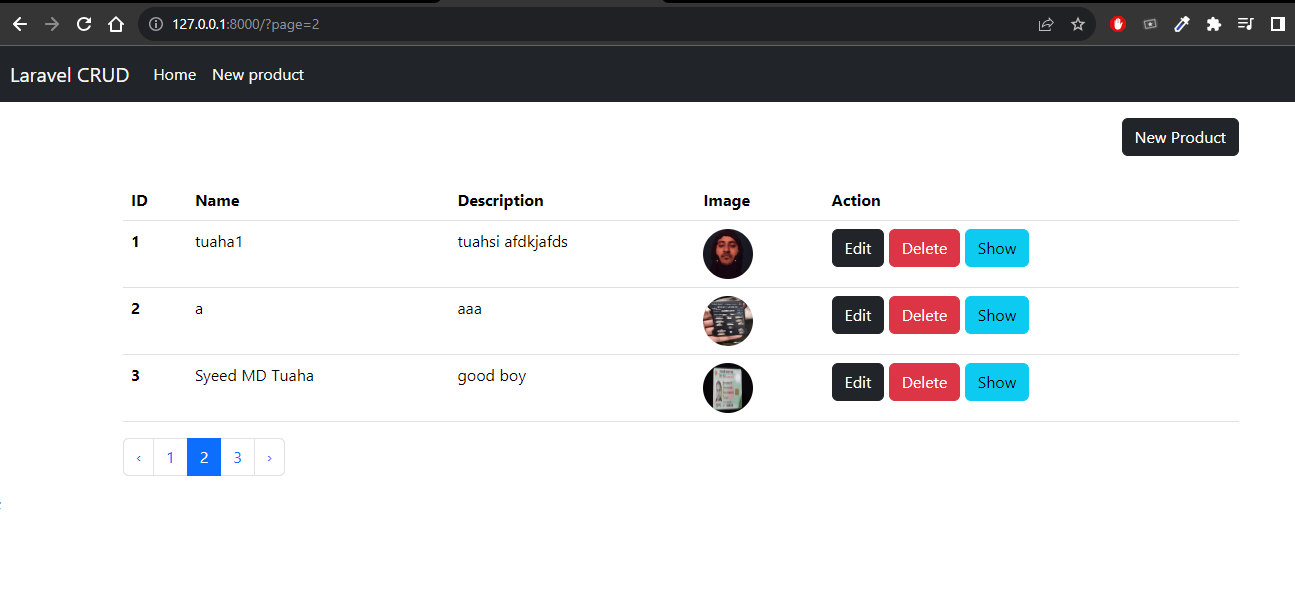 127.0.0.1:8000/?page=2
Laravel CRUD Home New product
New Product
ID Name Description Image Action
1 tuaha1 tuahsi afdkjafds Edit Delete Show
2 a aaa Edit Delete Show
3 Syeed MD Tuaha good boy Edit Delete Show
‹ 1 2 3 ›